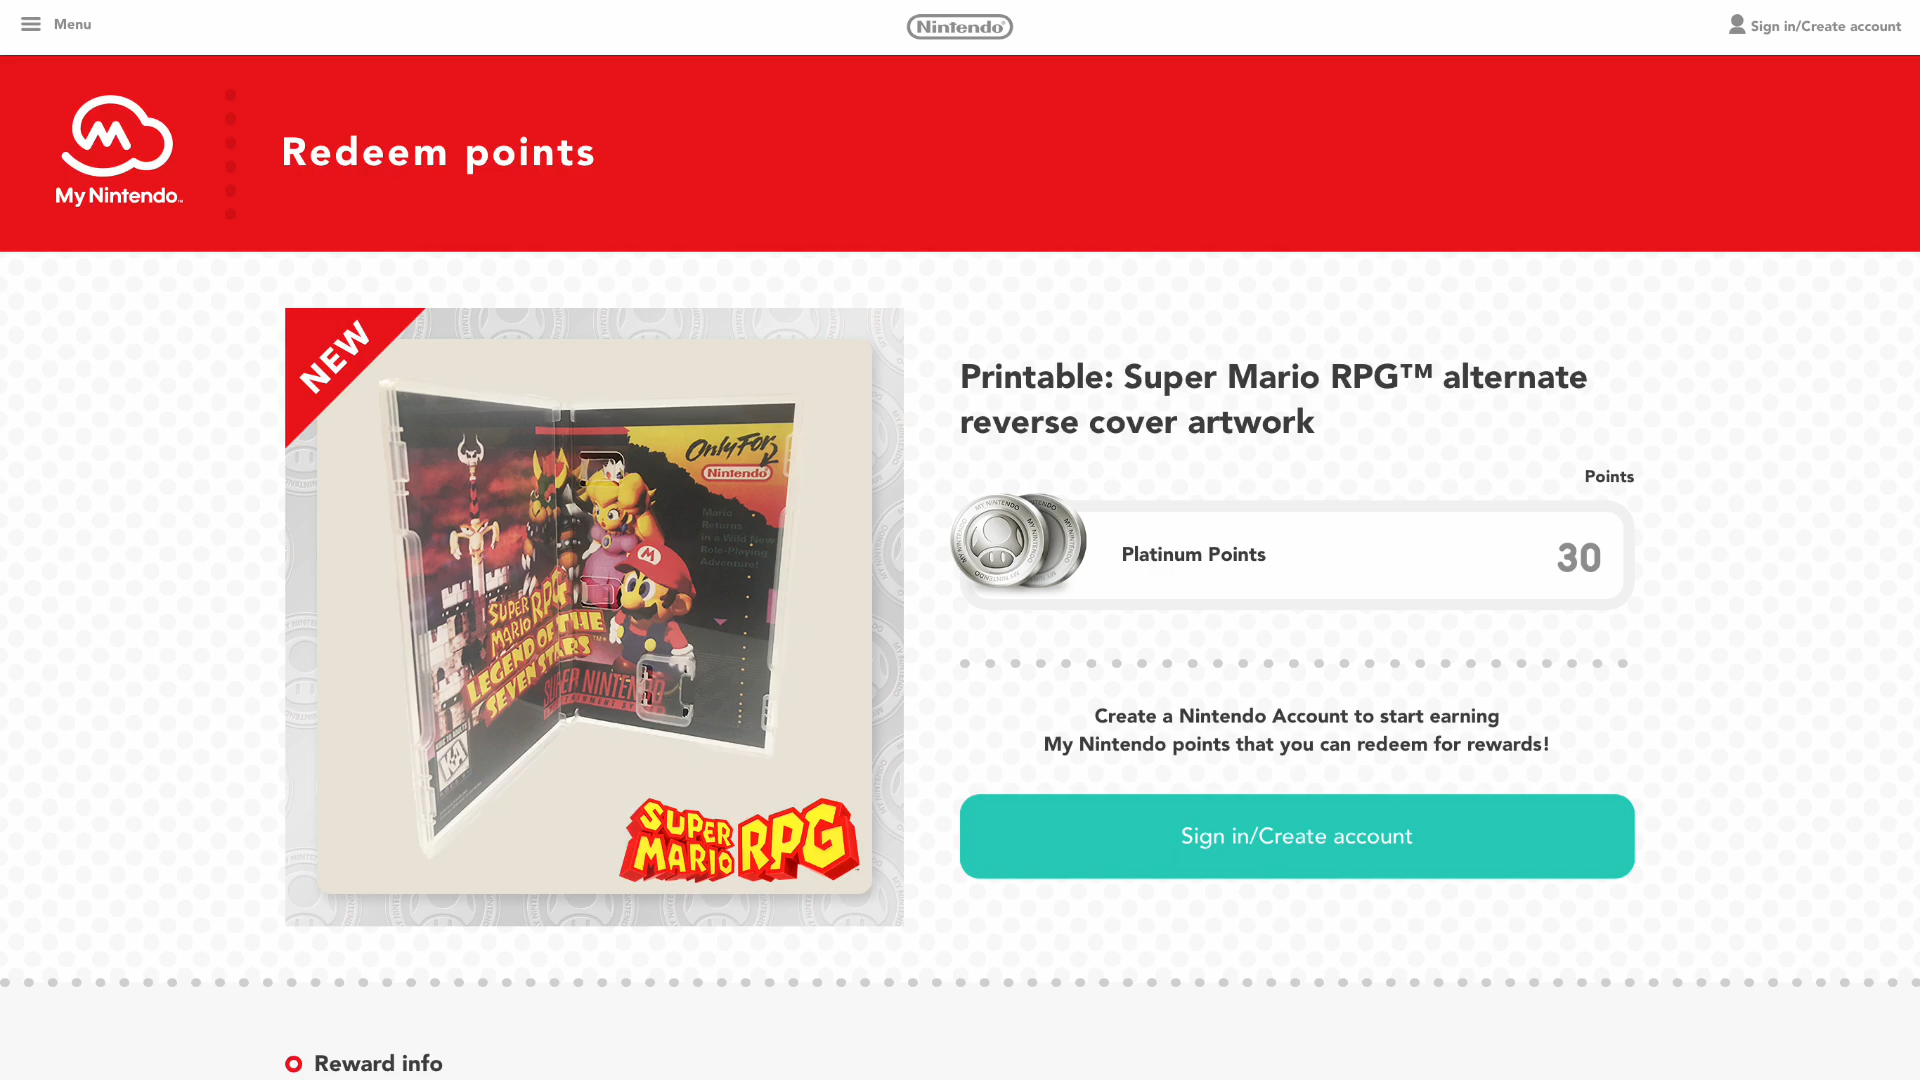 Menu
Nintendo®
Sign in/Create account
My Nintendo™
Redeem points
NEW
Only For
Nintendo®
Mario
Returns
in a Wild New
Role-Playing
Adventure!
SUPER MARIO RPG
LEGEND OF THE
SEVEN STARS™
SUPER NINTENDO
K-A
SUPER
MARIO RPG
Printable: Super Mario RPG™ alternate
reverse cover artwork
Points
MY NINTENDO
Platinum Points
30
Create a Nintendo Account to start earning
My Nintendo points that you can redeem for rewards!
Sign in/Create account
Reward info